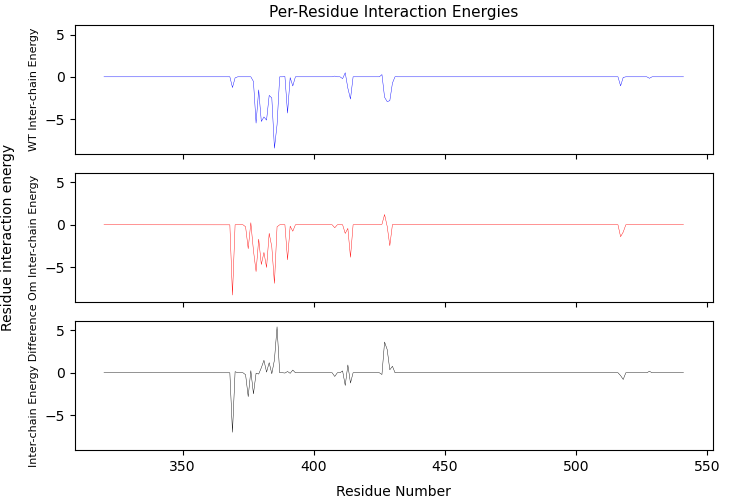 Per-Residue Interaction Energies
Residue interaction energy
WT Inter-chain Energy
5
0
−5
Om Inter-chain Energy
5
0
−5
Inter-chain Energy Difference
5
0
−5
350
400
450
500
550
Residue Number